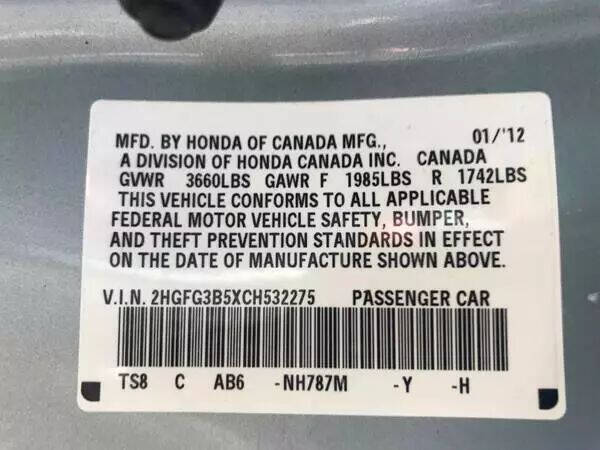 MFD. BY HONDA OF CANADA MFG., 01/'12
A DIVISION OF HONDA CANADA INC. CANADA
GVWR 3660LBS GAWR F 1985LBS R 1742LBS
THIS VEHICLE CONFORMS TO ALL APPLICABLE
FEDERAL MOTOR VEHICLE SAFETY, BUMPER,
AND THEFT PREVENTION STANDARDS IN EFFECT
ON THE DATE OF MANUFACTURE SHOWN ABOVE.
V.I.N. 2HGFG3B5XCH532275 PASSENGER CAR
TS8 C AB6 -NH787M -Y -H